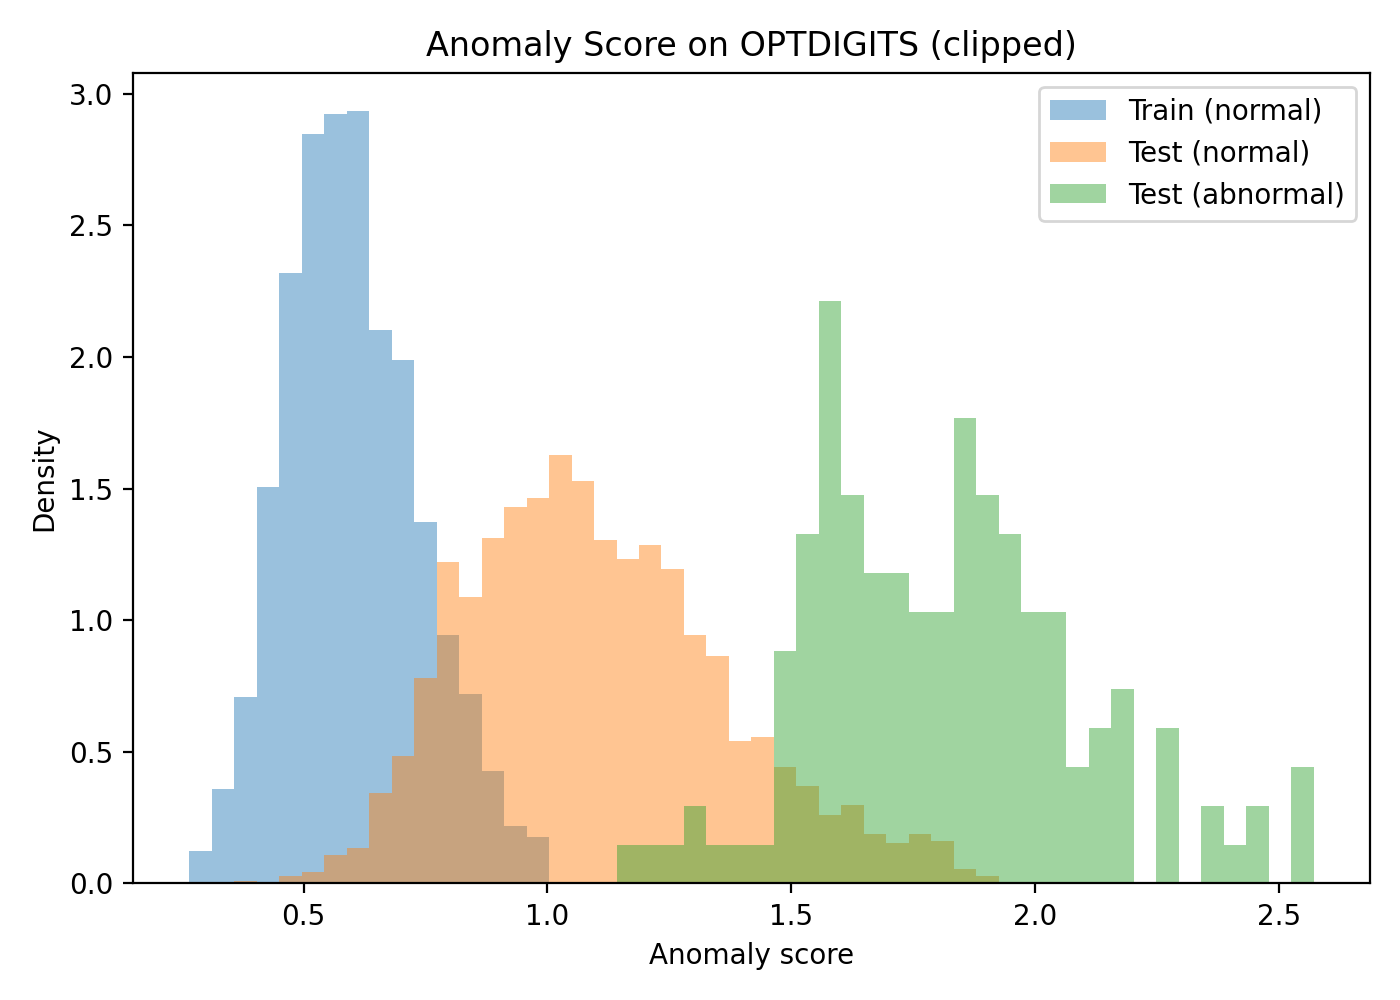 Anomaly Score on OPTDIGITS (clipped)
Train (normal)
Test (normal)
Test (abnormal)
3.0
2.5
2.0
1.5
1.0
0.5
0.0
Density
0.5 1.0 1.5 2.0 2.5
Anomaly score